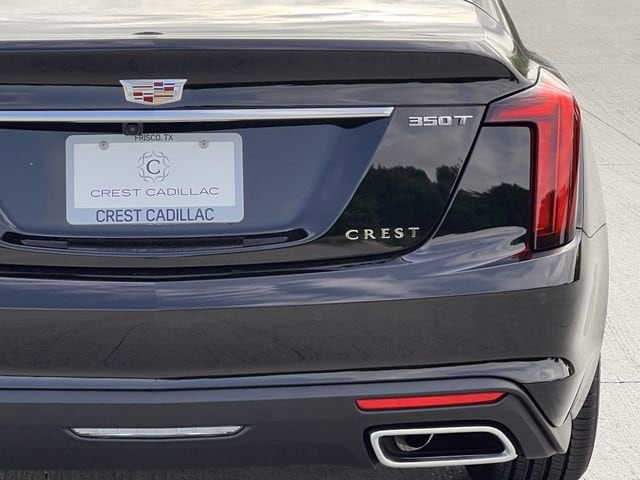 350T
FRISCO, TX
C
CREST CADILLAC
CREST CADILLAC
CREST